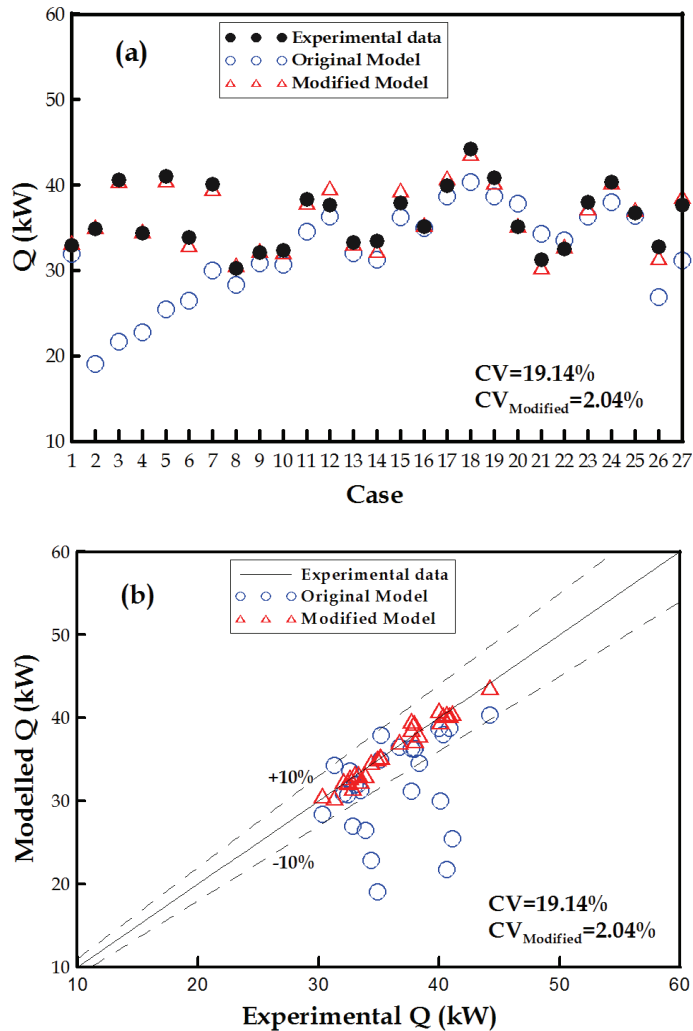 60
(a)
Experimental data
Original Model
Modified Model
50
40
30
20
10
Q (kW)
CV=19.14%
CV_Modified=2.04%
1 2 3 4 5 6 7 8 9 10 11 12 13 14 15 16 17 18 19 20 21 22 23 24 25 26 27
Case
60
(b)
Experimental data
Original Model
Modified Model
50
40
30
20
10
Modelled Q (kW)
+10%
-10%
CV=19.14%
CV_Modified=2.04%
10 20 30 40 50 60
Experimental Q (kW)